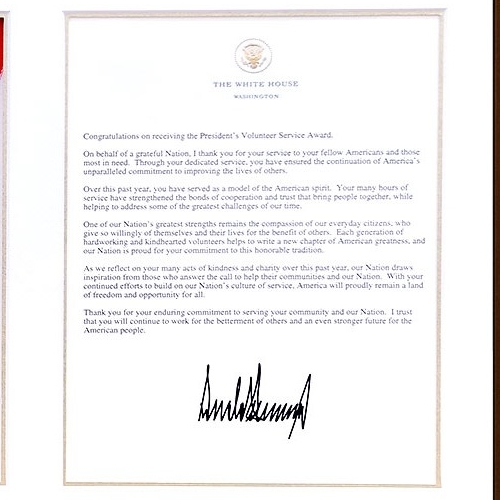 THE WHITE HOUSE
WASHINGTON
Congratulations on receiving the President's Volunteer Service Award.
On behalf of a grateful Nation, I thank you for your service to your fellow Americans and those
most in need. Through your dedicated service, you have ensured the continuation of America's
unparalleled commitment to improving the lives of others.
Over this past year, you have served as a model of the American spirit. Your many hours of
service have strengthened the bonds of cooperation and trust that bring people together, while
helping to address some of the greatest challenges of our time.
One of our Nation's greatest strengths remains the compassion of our everyday citizens, who
give so willingly of themselves and their lives for the benefit of others. Each generation of
hardworking and kindhearted volunteers helps to write a new chapter of American greatness, and
our Nation is proud for your commitment to this honorable tradition.
As we reflect on your many acts of kindness and charity over this past year, our Nation draws
inspiration from those who answer the call to help their communities and our Nation. With your
continued efforts to build on our Nation's culture of service, America will proudly remain a land
of freedom and opportunity for all.
Thank you for your enduring commitment to serving your community and our Nation. I trust
that you will continue to work for the betterment of others and an even stronger future for the
American people.